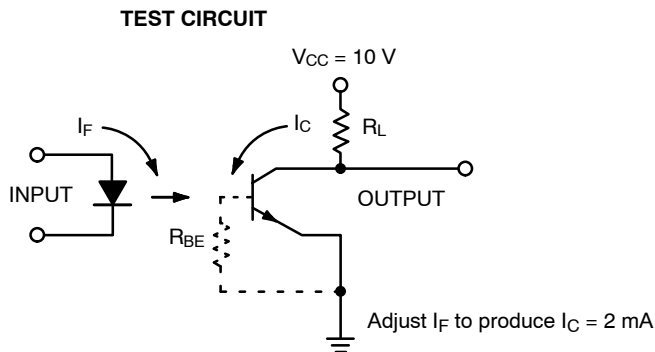 TEST CIRCUIT
VCC = 10 V
IF
IC
RL
INPUT
OUTPUT
RBE
Adjust IF to produce IC = 2 mA